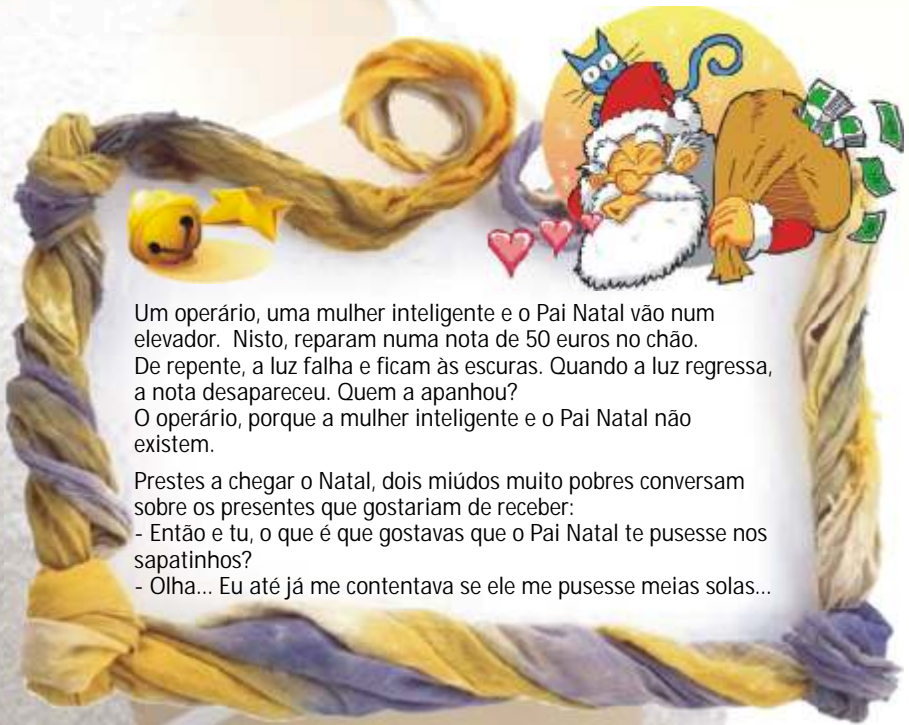 Um operário, uma mulher inteligente e o Pai Natal vão num
elevador. Nisto, reparam numa nota de 50 euros no chão.
De repente, a luz falha e ficam às escuras. Quando a luz regressa,
a nota desapareceu. Quem a apanhou?
O operário, porque a mulher inteligente e o Pai Natal não
existem.
Prestes a chegar o Natal, dois miúdos muito pobres conversam
sobre os presentes que gostariam de receber:
- Então e tu, o que é que gostavas que o Pai Natal te pusesse nos
sapatinhos?
- Olha... Eu até já me contentava se ele me pusesse meias solas...